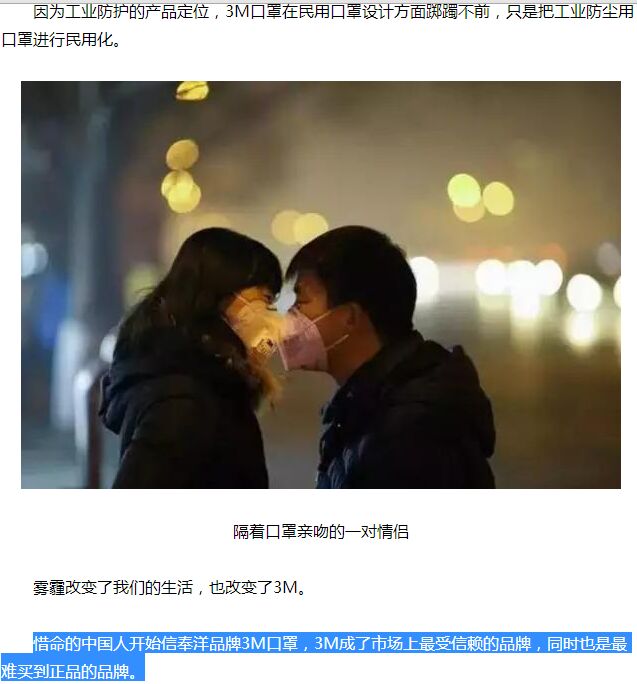 因为工业防护的产品定位，3M口罩在民用口罩设计方面踯躅不前，只是把工业防尘用
口罩进行民用化。
隔着口罩亲吻的一对情侣
雾霾改变了我们的生活，也改变了3M。
惜命的中国人开始信奉洋品牌3M口罩，3M成了市场上最受信赖的品牌，同时也是最
难买到正品的品牌。